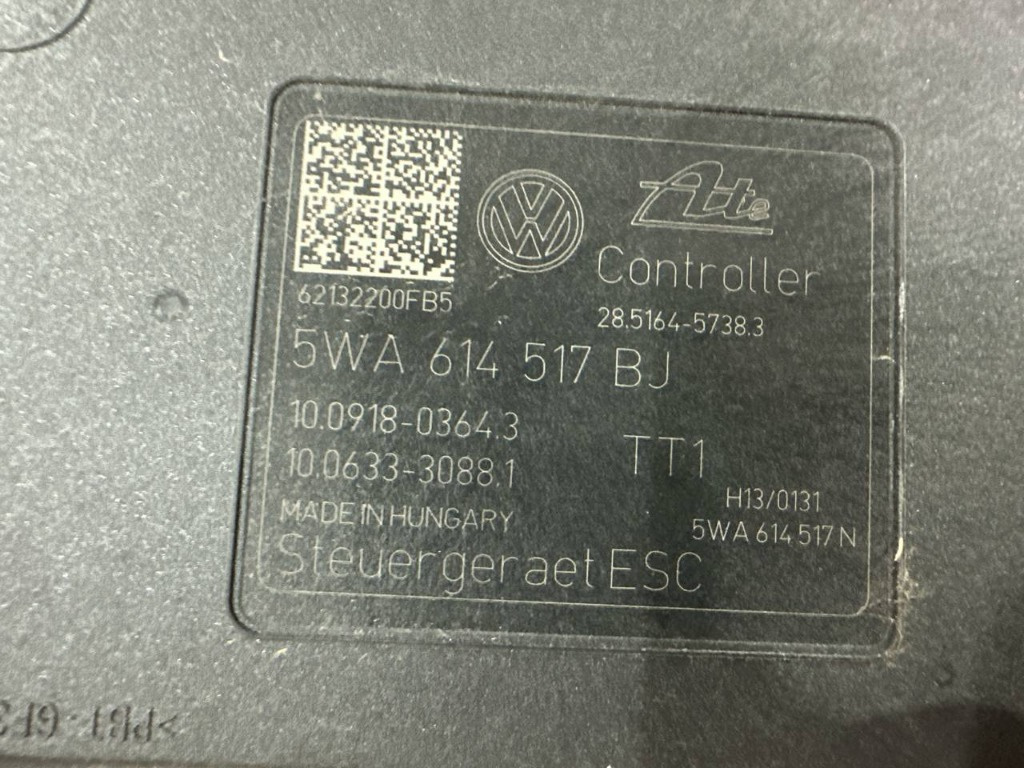 Ate
Controller
62132200FB5
28.5164-5738.3
5WA 614 517 BJ
10.0918-0364.3
10.0633-3088.1
TT1
H13/0131
MADE IN HUNGARY
5WA 614 517 N
Steuergeraet ESC